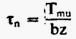 τₙ = Tₘᵤ / bz